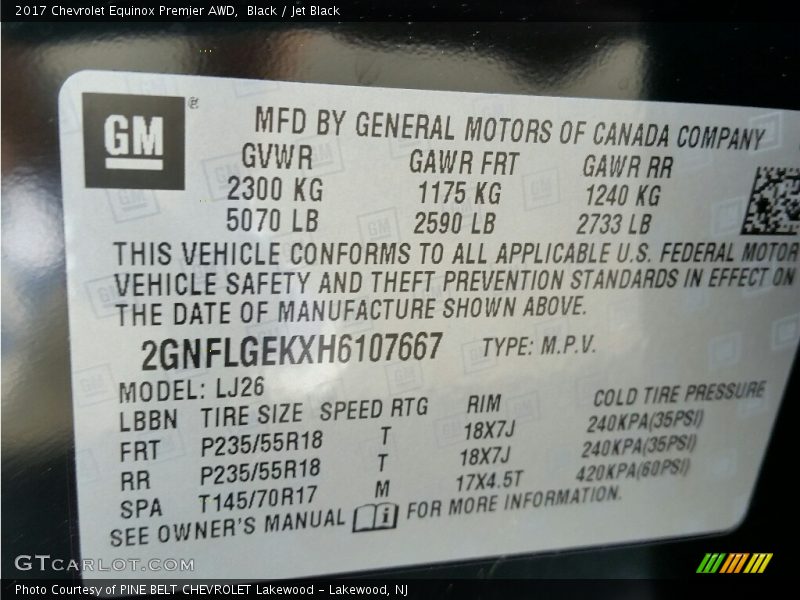 2017 Chevrolet Equinox Premier AWD,  Black / Jet Black
GM®
MFD BY GENERAL MOTORS OF CANADA COMPANY
GVWR GAWR FRT GAWR RR
2300 KG 1175 KG 1240 KG
5070 LB 2590 LB 2733 LB
THIS VEHICLE CONFORMS TO ALL APPLICABLE U.S. FEDERAL MOTOR
VEHICLE SAFETY AND THEFT PREVENTION STANDARDS IN EFFECT ON
THE DATE OF MANUFACTURE SHOWN ABOVE.
2GNFLGEKXH6107667 TYPE: M.P.V.
MODEL: LJ26
LBBN TIRE SIZE SPEED RTG RIM COLD TIRE PRESSURE
FRT P235/55R18 T 18X7J 240KPA(35PSI)
RR P235/55R18 T 18X7J 240KPA(35PSI)
SPA T145/70R17 M 17X4.5T 420KPA(60PSI)
SEE OWNER'S MANUAL i FOR MORE INFORMATION.
GTCARLOT.COM
Photo Courtesy of PINE BELT CHEVROLET Lakewood - Lakewood, NJ